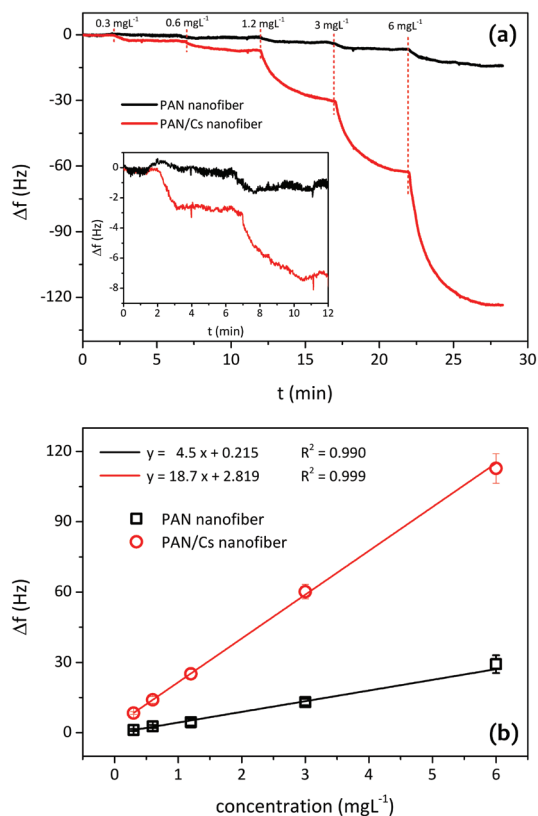 0.3 mgL⁻¹ 0.6 mgL⁻¹ 1.2 mgL⁻¹ 3 mgL⁻¹ 6 mgL⁻¹
(a)
0
-30
-60
-90
-120
Δf (Hz)
PAN nanofiber
PAN/Cs nanofiber
0
-2
-4
-6
-8
Δf (Hz)
0 2 4 6 8 10 12
t (min)
0 5 10 15 20 25 30
t (min)
y = 4.5 x + 0.215 R² = 0.990
y = 18.7 x + 2.819 R² = 0.999
PAN nanofiber
PAN/Cs nanofiber
120
90
60
30
0
Δf (Hz)
(b)
0 1 2 3 4 5 6
concentration (mgL⁻¹)